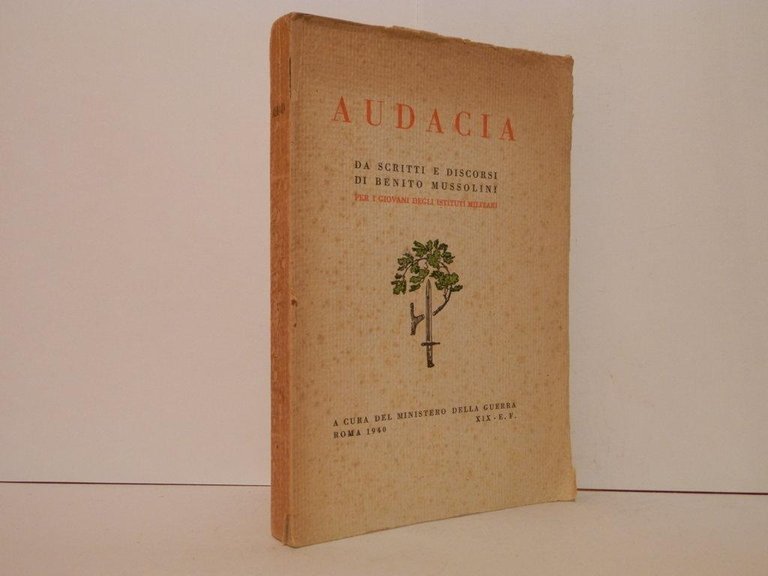 AUDACIA
DA SCRITTI E DISCORSI
DI BENITO MUSSOLINI
PER I GIOVANI DEGLI ISTITUTI MILITARI
A CURA DEL MINISTERO DELLA GUERRA
ROMA 1940 XIX - E. F.